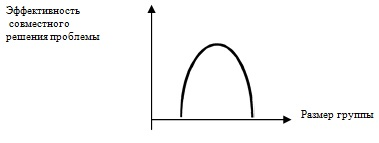 Эффективность
совместного
решения проблемы
Размер группы